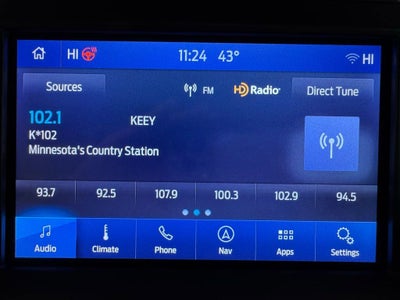 HI 11:24 43° HI
Sources FM HD Radio Direct Tune
102.1 KEEY
K*102
Minnesota's Country Station
93.7 92.5 107.9 100.3 102.9 94.5
Audio Climate Phone Nav Apps Settings